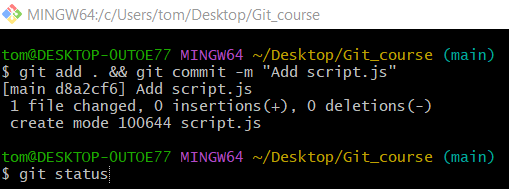 MINGW64:/c/Users/tom/Desktop/Git_course
tom@DESKTOP-OUTOE77 MINGW64 ~/Desktop/Git_course (main)
$ git add . && git commit -m "Add script.js"
[main d8a2cf6] Add script.js
 1 file changed, 0 insertions(+), 0 deletions(-)
 create mode 100644 script.js
tom@DESKTOP-OUTOE77 MINGW64 ~/Desktop/Git_course (main)
$ git status